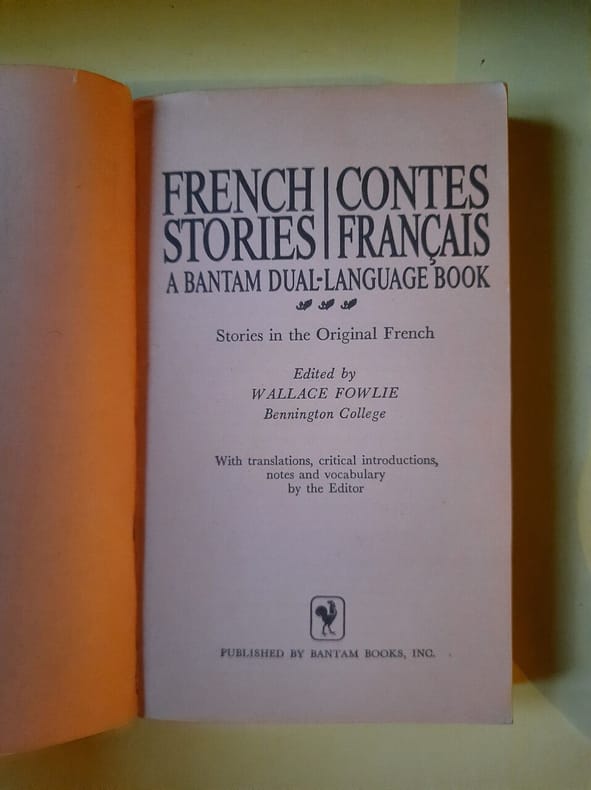 FRENCH | CONTES
STORIES | FRANÇAIS
A BANTAM DUAL-LANGUAGE BOOK
Stories in the Original French
Edited by
WALLACE FOWLIE
Bennington College
With translations, critical introductions,
notes and vocabulary
by the Editor
PUBLISHED BY BANTAM BOOKS, INC.